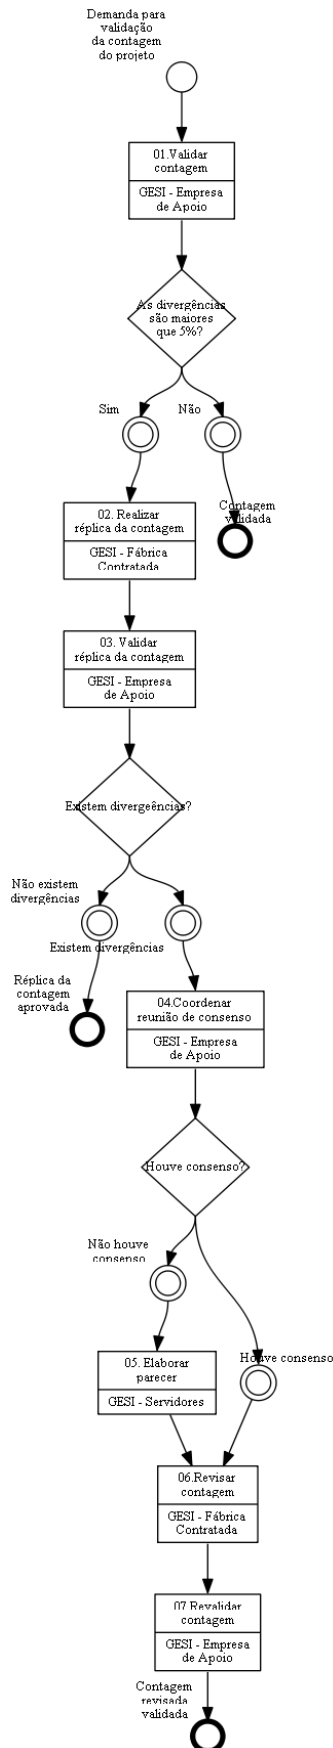 Demanda para
validação
da contagem
do projeto
01.Validar
contagem
GESI - Empresa
de Apoio
As divergências
são maiores
que 5%?
Sim
Não
Contagem
validada
02. Realizar
réplica da contagem
GESI - Fábrica
Contratada
03. Validar
réplica da contagem
GESI - Empresa
de Apoio
Existem divergeências?
Não existem
divergências
Existem divergências
Réplica da
contagem
aprovada
04.Coordenar
reunião de consenso
GESI - Empresa
de Apoio
Houve consenso?
Não houve
consenso
Houve consenso
05. Elaborar
parecer
GESI - Servidores
06.Revisar
contagem
GESI - Fábrica
Contratada
07.Revalidar
contagem
GESI - Empresa
de Apoio
Contagem
revisada
validada